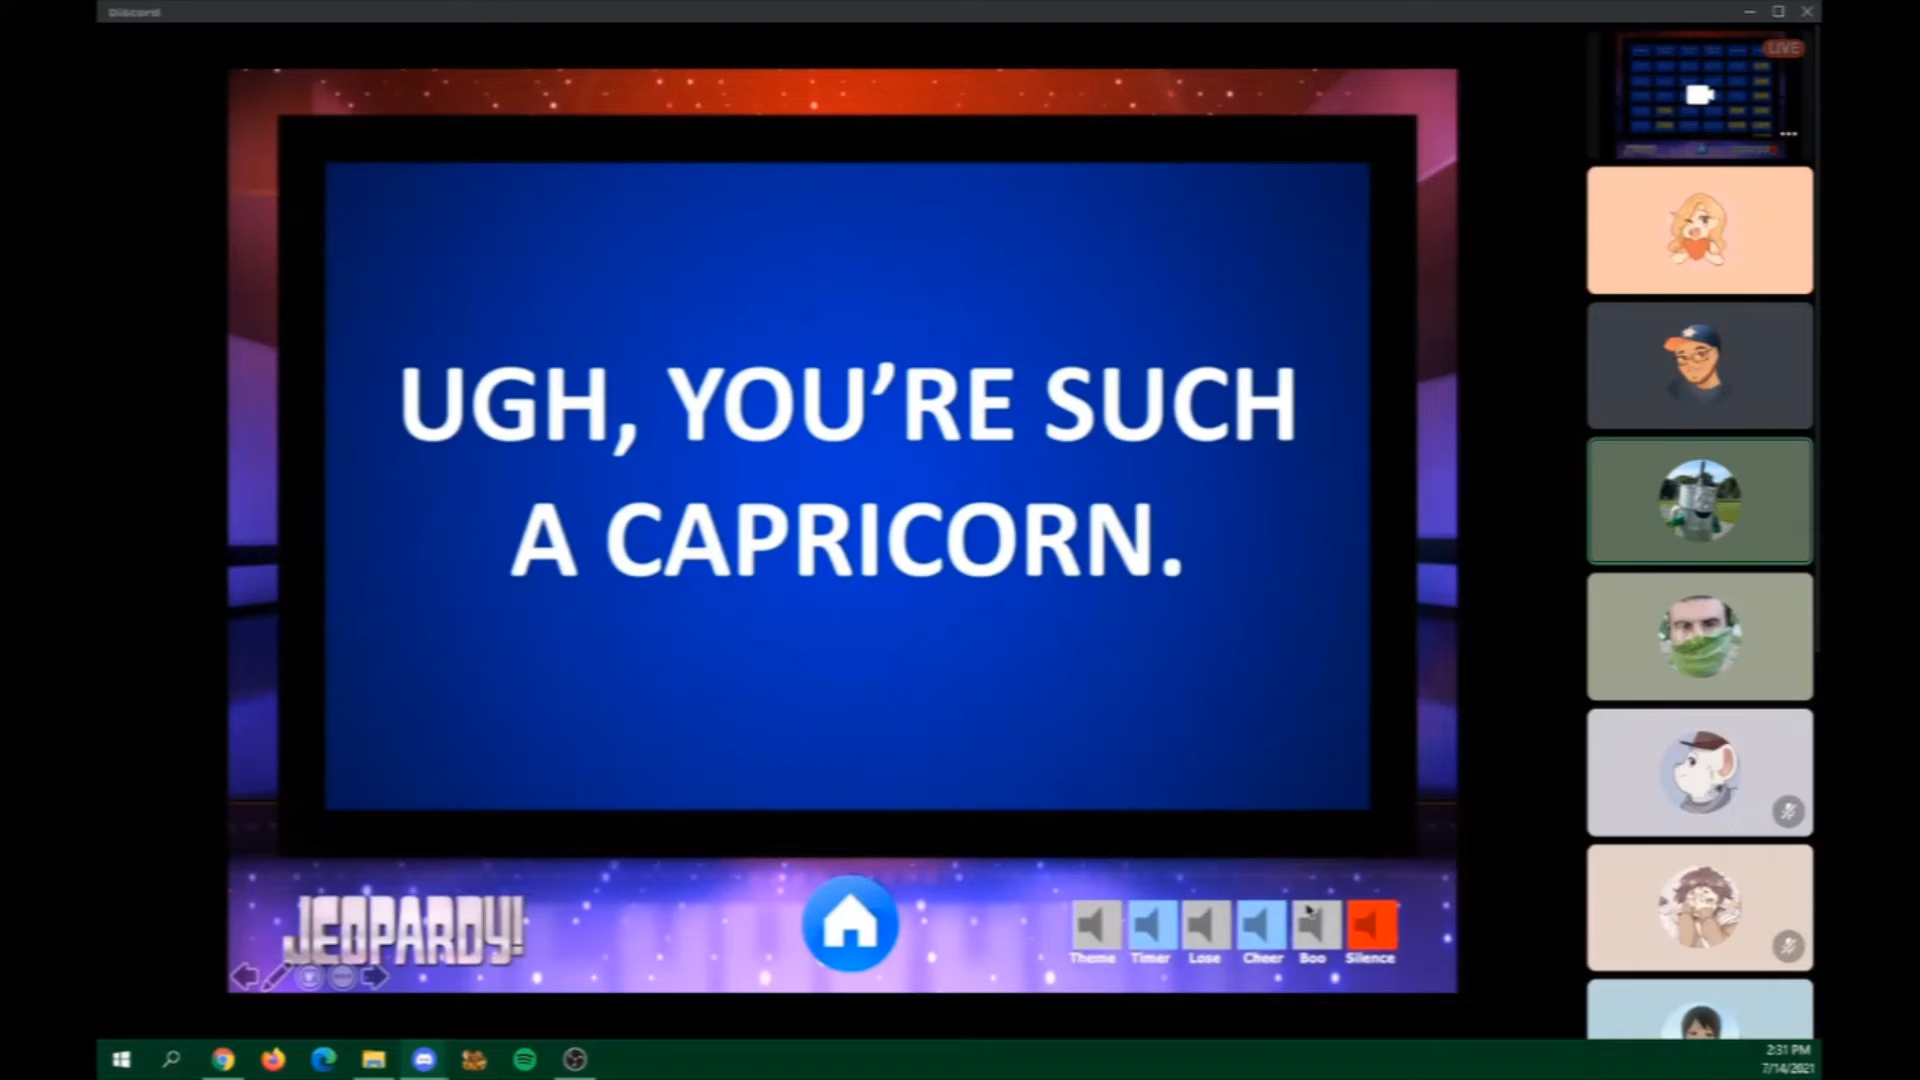 Discord
LIVE
UGH, YOU’RE SUCH
A CAPRICORN.
JEOPARDY!
Theme Timer Lose Cheer Boo Silence
2:31 PM
7/14/2021